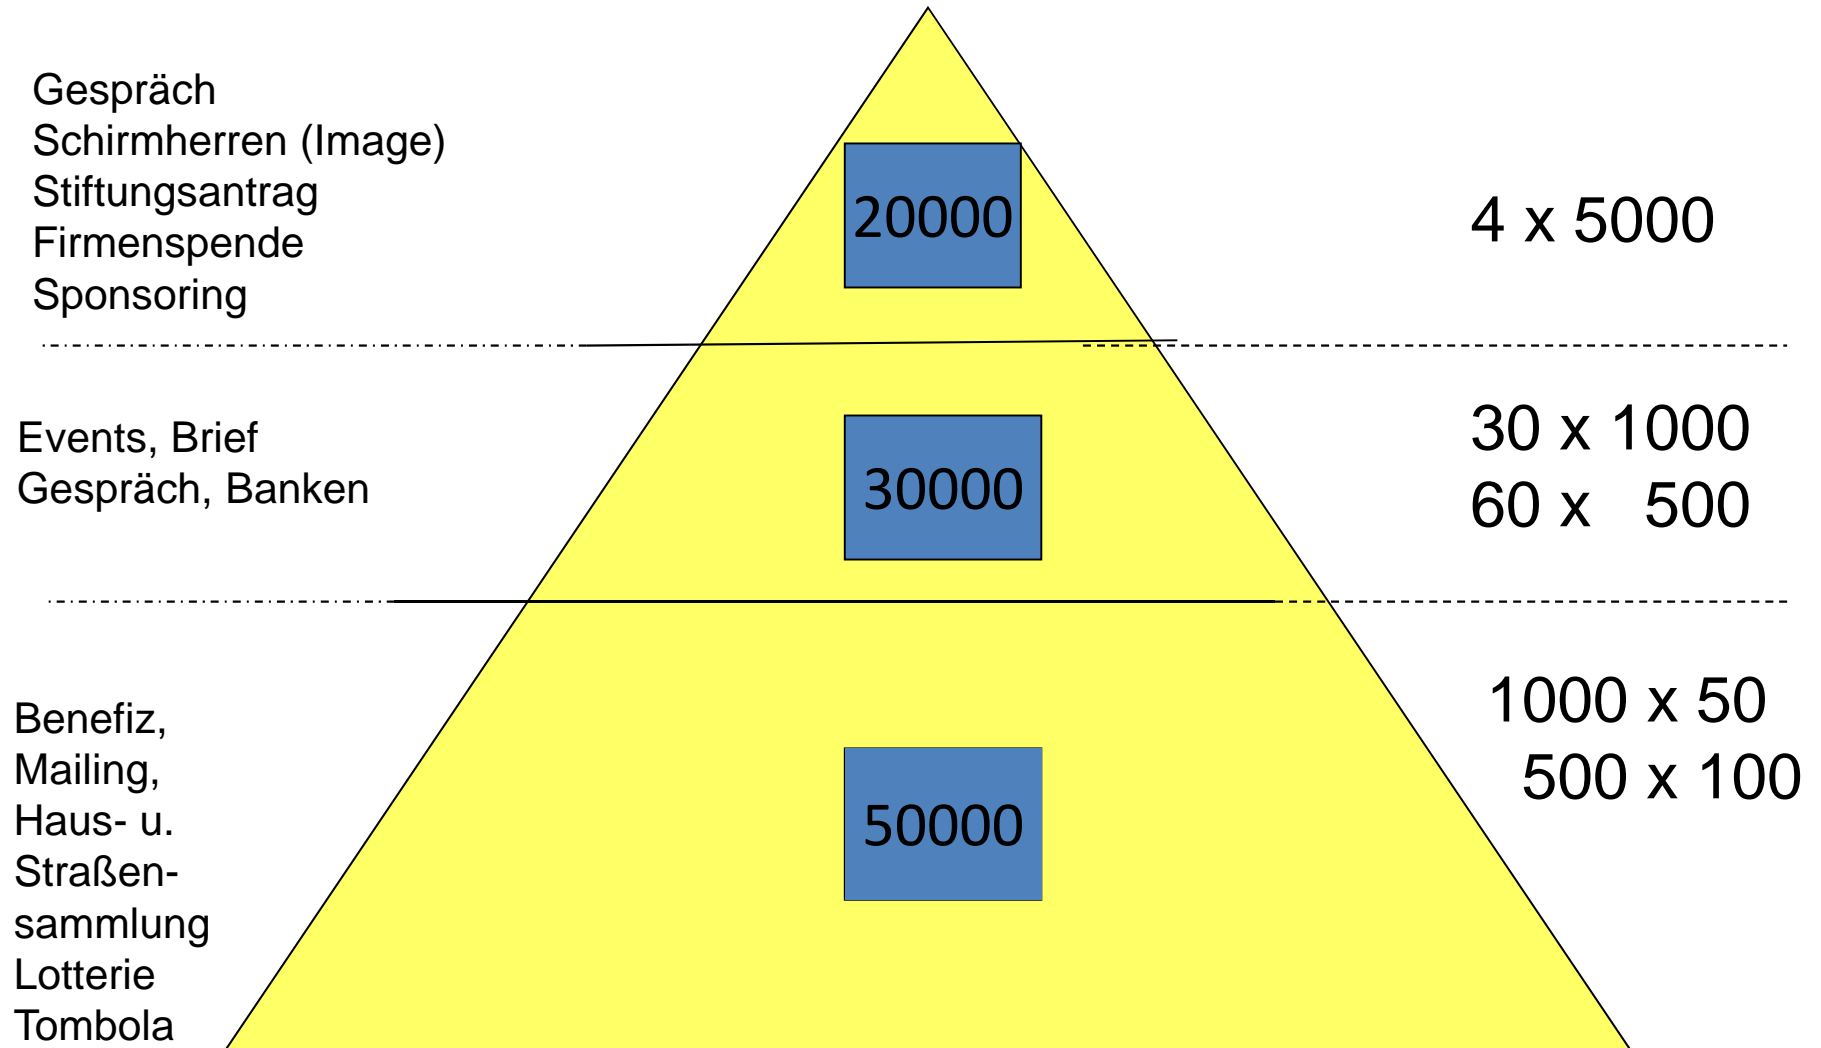 Gespräch
Schirmherren (Image)
Stiftungsantrag
Firmenspende
Sponsoring
20000
4 x 5000
Events, Brief
Gespräch, Banken
30000
30 x 1000
60 x 500
Benefiz,
Mailing,
Haus- u.
Straßen-
sammlung
Lotterie
Tombola
50000
1000 x 50
500 x 100